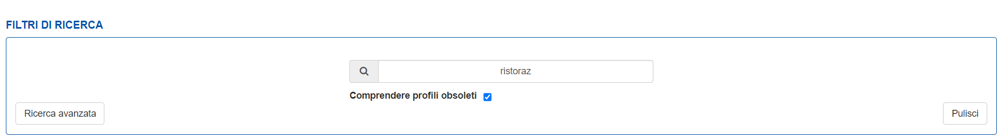 FILTRI DI RICERCA
ristoraz
Comprendere profili obsoleti
Ricerca avanzata
Pulisci